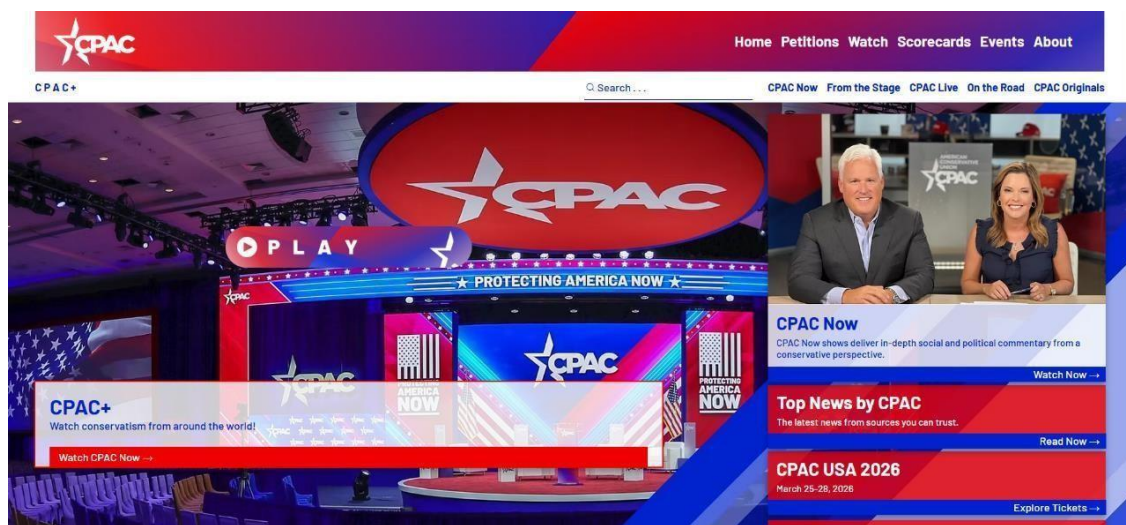 CPAC
Home Petitions Watch Scorecards Events About
CPAC+
Search . . .
CPAC Now From the Stage CPAC Live On the Road CPAC Originals
CPAC
PLAY
CPAC
★ PROTECTING AMERICA NOW ★
CPAC
CPAC
PROTECTING
AMERICA
NOW
PROTECTING
AMERICA
NOW
CPAC
CPAC+
Watch conservatism from around the world!
Watch CPAC Now →
AMERICAN
CONSERVATIVE
UNION
CPAC
CPAC Now
CPAC Now shows deliver in-depth social and political commentary from a
conservative perspective.
Watch Now →
Top News by CPAC
The latest news from sources you can trust.
Read Now →
CPAC USA 2026
March 25-28, 2026
Explore Tickets →